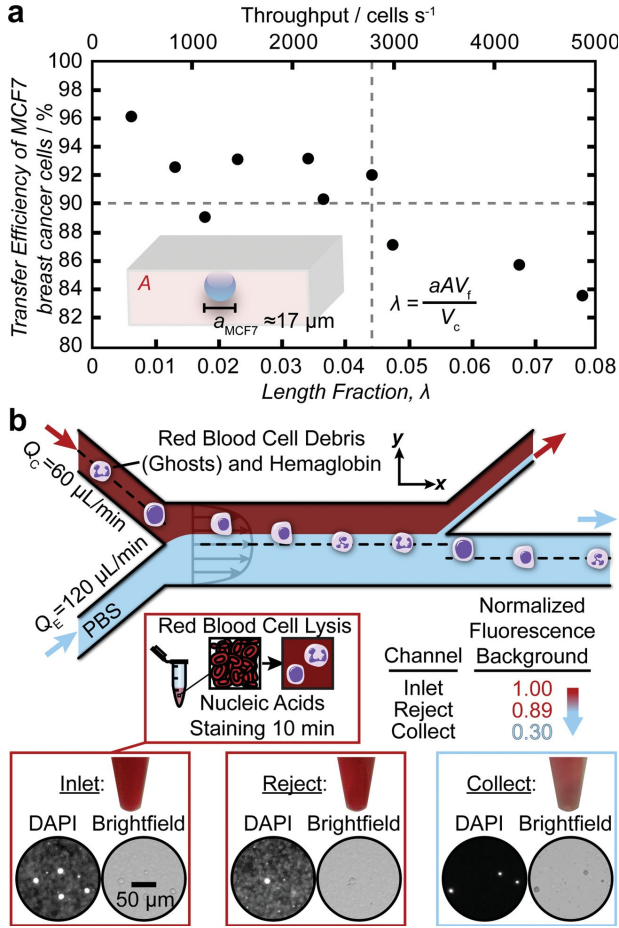 a
Throughput / cells s⁻¹
0 1000 2000 3000 4000 5000
Transfer Efficiency of MCF7
breast cancer cells / %
100
98
96
94
92
90
88
86
84
82
80
A
a_MCF7 ≈17 µm
λ = aAV_f / V_c
0 0.01 0.02 0.03 0.04 0.05 0.06 0.07 0.08
Length Fraction, λ
b
Red Blood Cell Debris
(Ghosts) and Hemaglobin
y
x
Q_C=60 µL/min
Q_E=120 µL/min
PBS
Red Blood Cell Lysis
Nucleic Acids
Staining 10 min
Normalized
Fluorescence
Channel Background
Inlet 1.00
Reject 0.89
Collect 0.30
Inlet:
DAPI Brightfield
50 µm
Reject:
DAPI Brightfield
Collect:
DAPI Brightfield